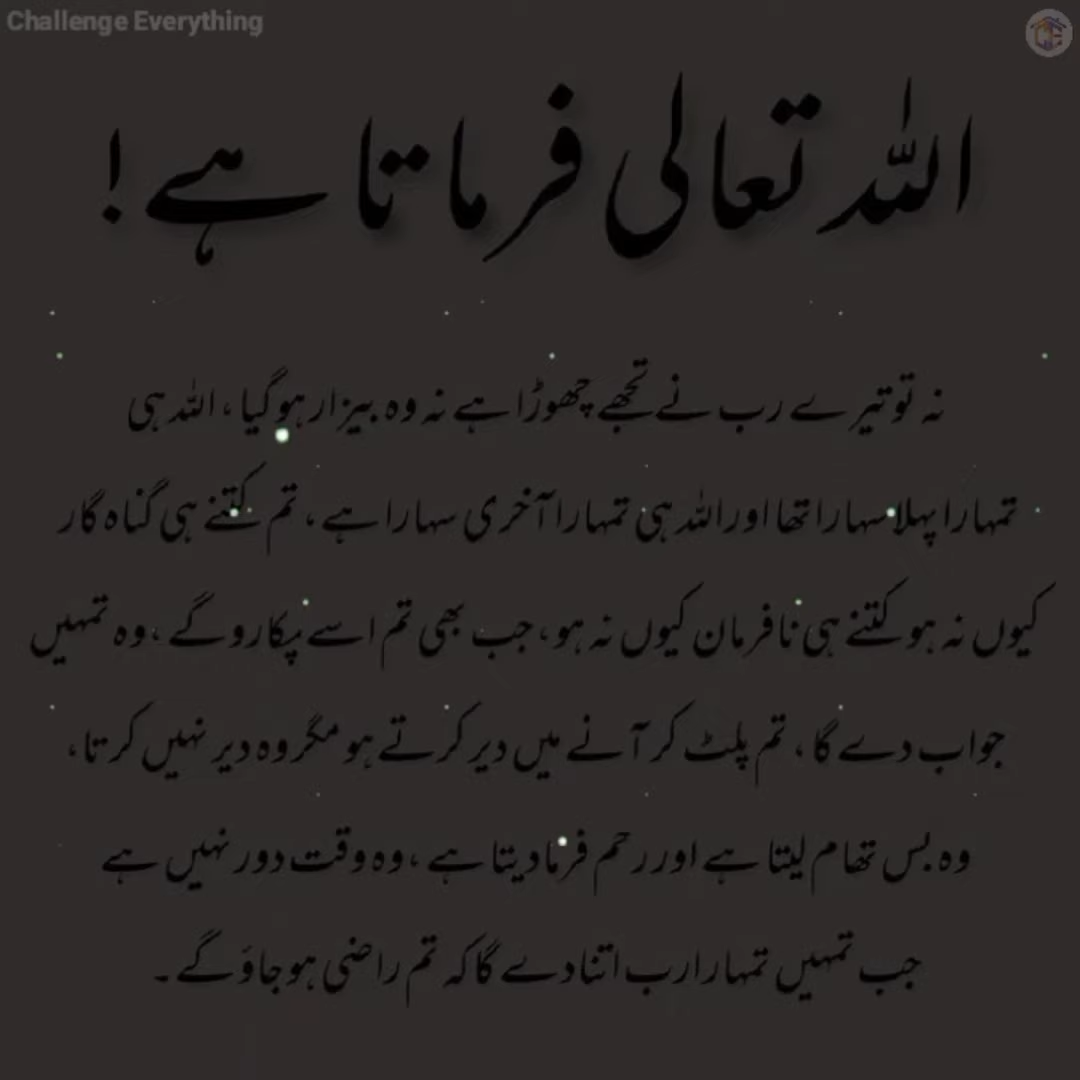 Challenge Everything
اللہ تعالی فرماتا ہے !
نہ تو تیرے رب نے تجھے چھوڑا ہے نہ وہ بیزار ہوگیا، اللہ ہی
تمہارا پہلا سہارا تھا اور اللہ ہی تمہارا آخری سہارا ہے، تم کتنے ہی گناہ گار
کیوں نہ ہو کتنے ہی نافرمان کیوں نہ ہو، جب بھی تم اسے پکارو گے، وہ تمہیں
جواب دے گا، تم پلٹ کر آنے میں دیر کرتے ہو مگر وہ دیر نہیں کرتا،
وہ بس تھام لیتا ہے اور رحم فرما دیتا ہے، وہ وقت دور نہیں ہے
جب تمہیں تمہارا رب اتنا دے گا کہ تم راضی ہو جاؤ گے ۔